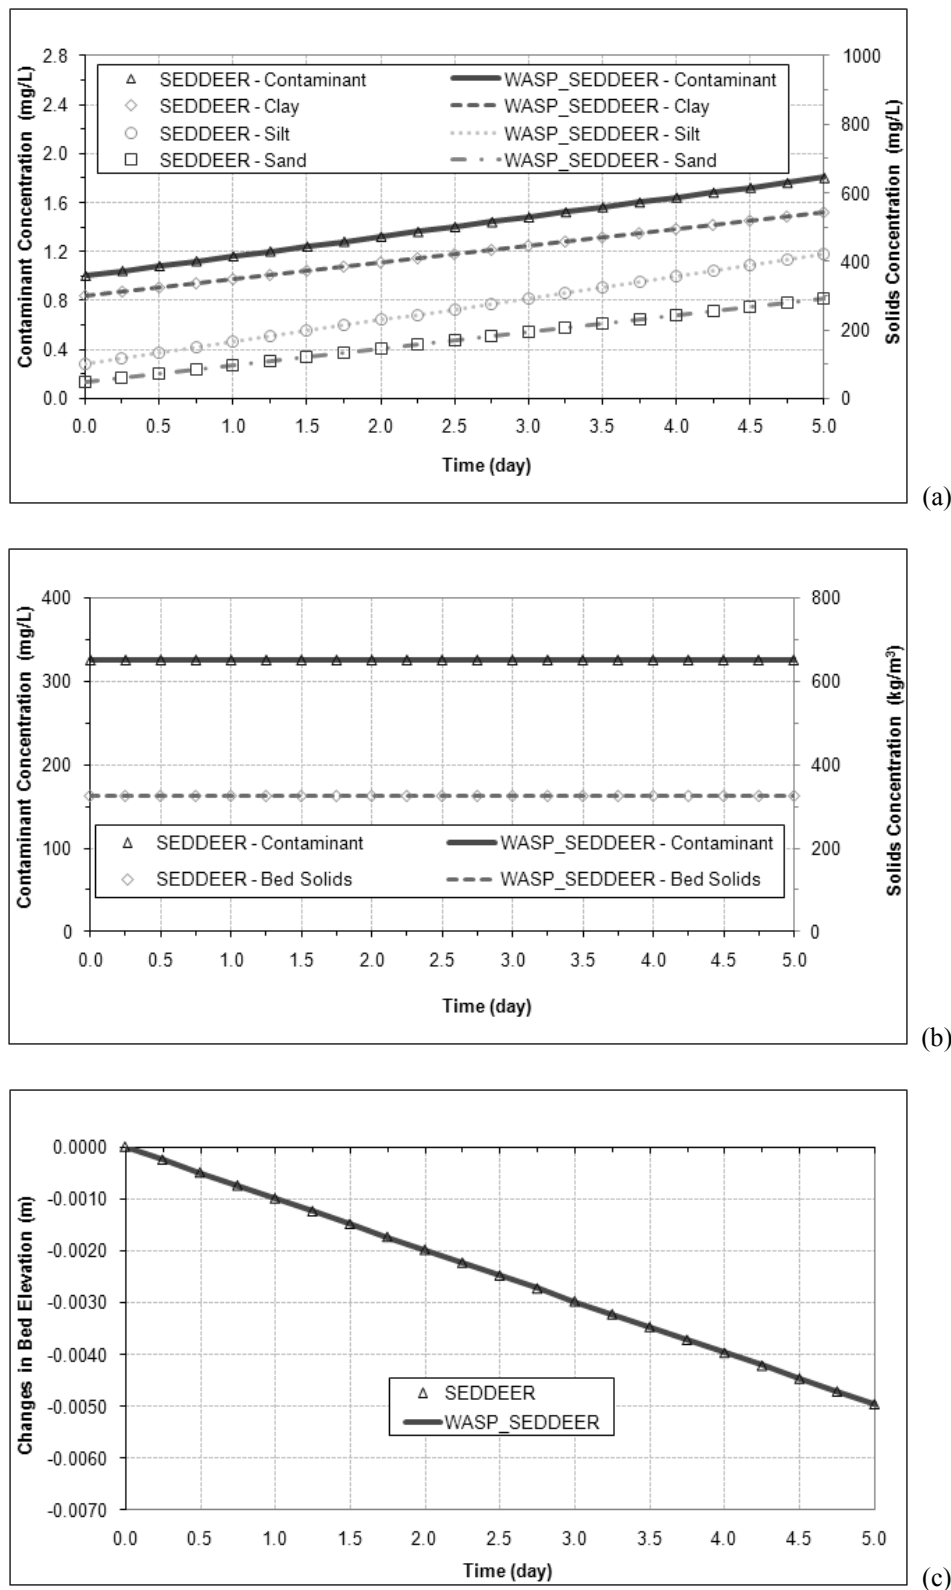 2.8
2.4
2.0
1.6
1.2
0.8
0.4
0.0
Contaminant Concentration (mg/L)
SEDDEER - Contaminant WASP_SEDDEER - Contaminant
SEDDEER - Clay WASP_SEDDEER - Clay
SEDDEER - Silt WASP_SEDDEER - Silt
SEDDEER - Sand WASP_SEDDEER - Sand
1000
800
600
400
200
0
Solids Concentration (mg/L)
0.0 0.5 1.0 1.5 2.0 2.5 3.0 3.5 4.0 4.5 5.0
Time (day)
(a)
400
300
200
100
0
Contaminant Concentration (mg/L)
SEDDEER - Contaminant WASP_SEDDEER - Contaminant
SEDDEER - Bed Solids WASP_SEDDEER - Bed Solids
800
600
400
200
0
Solids Concentration (kg/m³)
0.0 0.5 1.0 1.5 2.0 2.5 3.0 3.5 4.0 4.5 5.0
Time (day)
(b)
0.0000
-0.0010
-0.0020
-0.0030
-0.0040
-0.0050
-0.0060
-0.0070
Changes in Bed Elevation (m)
SEDDEER
WASP_SEDDEER
0.0 0.5 1.0 1.5 2.0 2.5 3.0 3.5 4.0 4.5 5.0
Time (day)
(c)